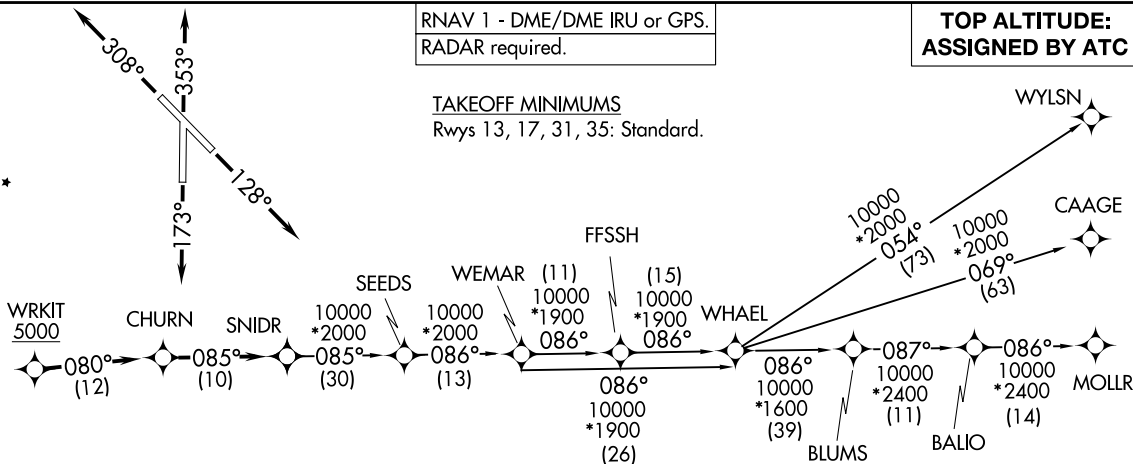 RNAV 1 - DME/DME IRU or GPS.
RADAR required.
TOP ALTITUDE:
ASSIGNED BY ATC
TAKEOFF MINIMUMS
Rwys 13, 17, 31, 35: Standard.
308°
353°
128°
173°
WRKIT
5000
080°
(12)
CHURN
085°
(10)
SNIDR
10000
*2000
085°
(30)
SEEDS
10000
*2000
086°
(13)
WEMAR
(11)
10000
*1900
086°
FFSSH
(15)
10000
*1900
086°
086°
10000
*1900
(26)
WHAEL
10000
*2000
054°
(73)
WYLSN
10000
*2000
069°
(63)
CAAGE
086°
10000
*1600
(39)
BLUMS
087°
10000
*2400
(11)
BALIO
086°
10000
*2400
(14)
MOLLR